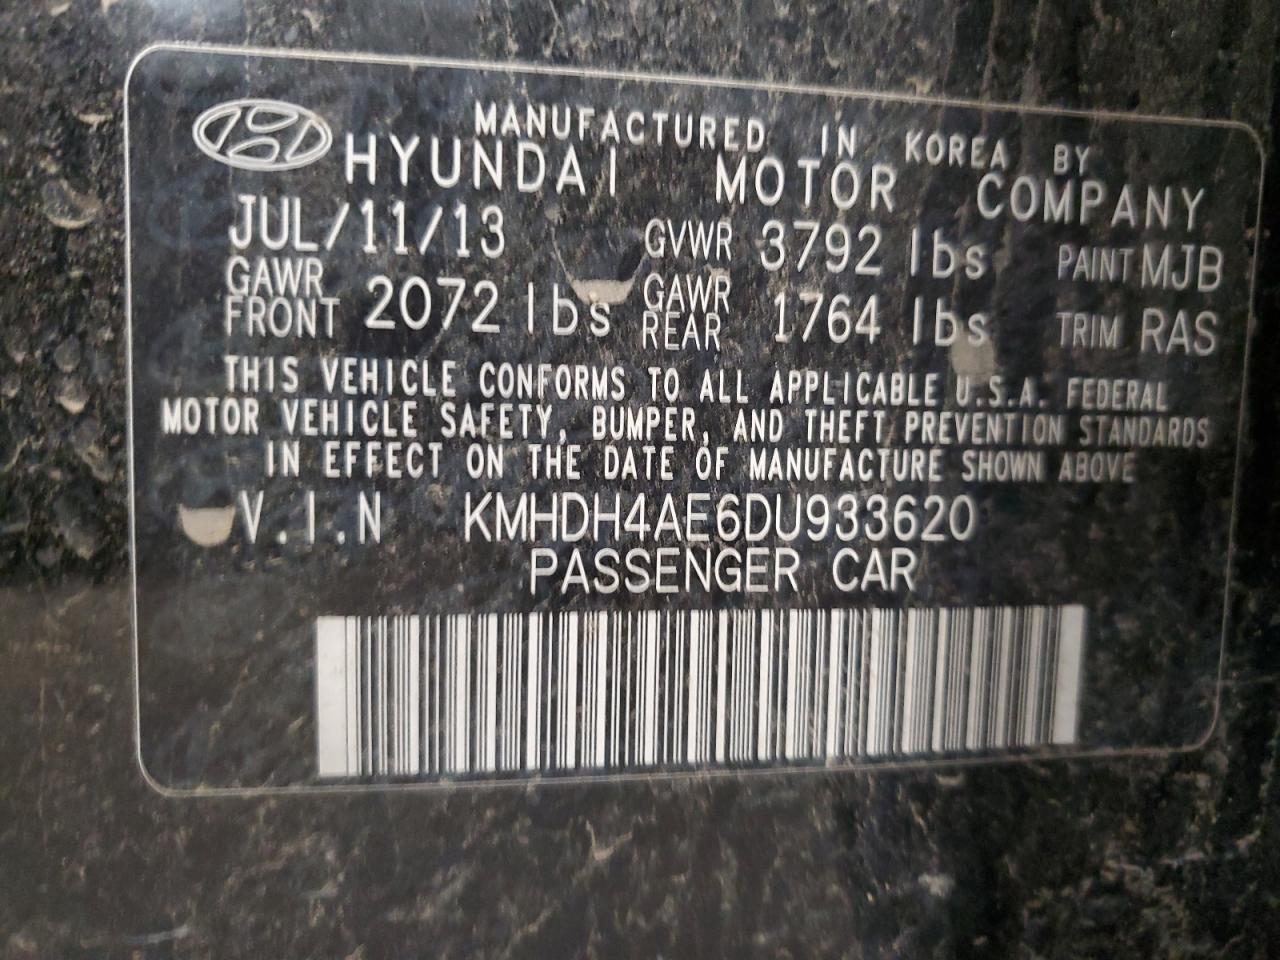 MANUFACTURED IN KOREA BY
HYUNDAI MOTOR COMPANY
JUL/11/13 GVWR 3792 lbs PAINT MJB
GAWR FRONT 2072 lbs GAWR REAR 1764 lbs TRIM RAS
THIS VEHICLE CONFORMS TO ALL APPLICABLE U.S.A. FEDERAL
MOTOR VEHICLE SAFETY, BUMPER, AND THEFT PREVENTION STANDARDS
IN EFFECT ON THE DATE OF MANUFACTURE SHOWN ABOVE
V.I.N KMHDH4AE6DU933620
PASSENGER CAR